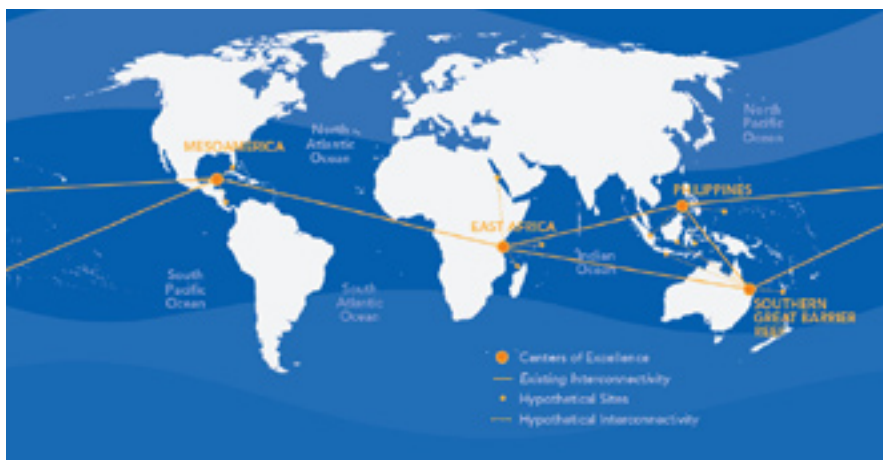 North
Pacific
Ocean
North
Atlantic
Ocean
MESOAMERICA
PHILIPPINES
EAST AFRICA
Indian
Ocean
South
Pacific
Ocean
South
Atlantic
Ocean
SOUTHERN
GREAT BARRIER
REEF
Centers of Excellence
Existing Interconnectivity
Hypothetical Sites
Hypothetical Interconnectivity